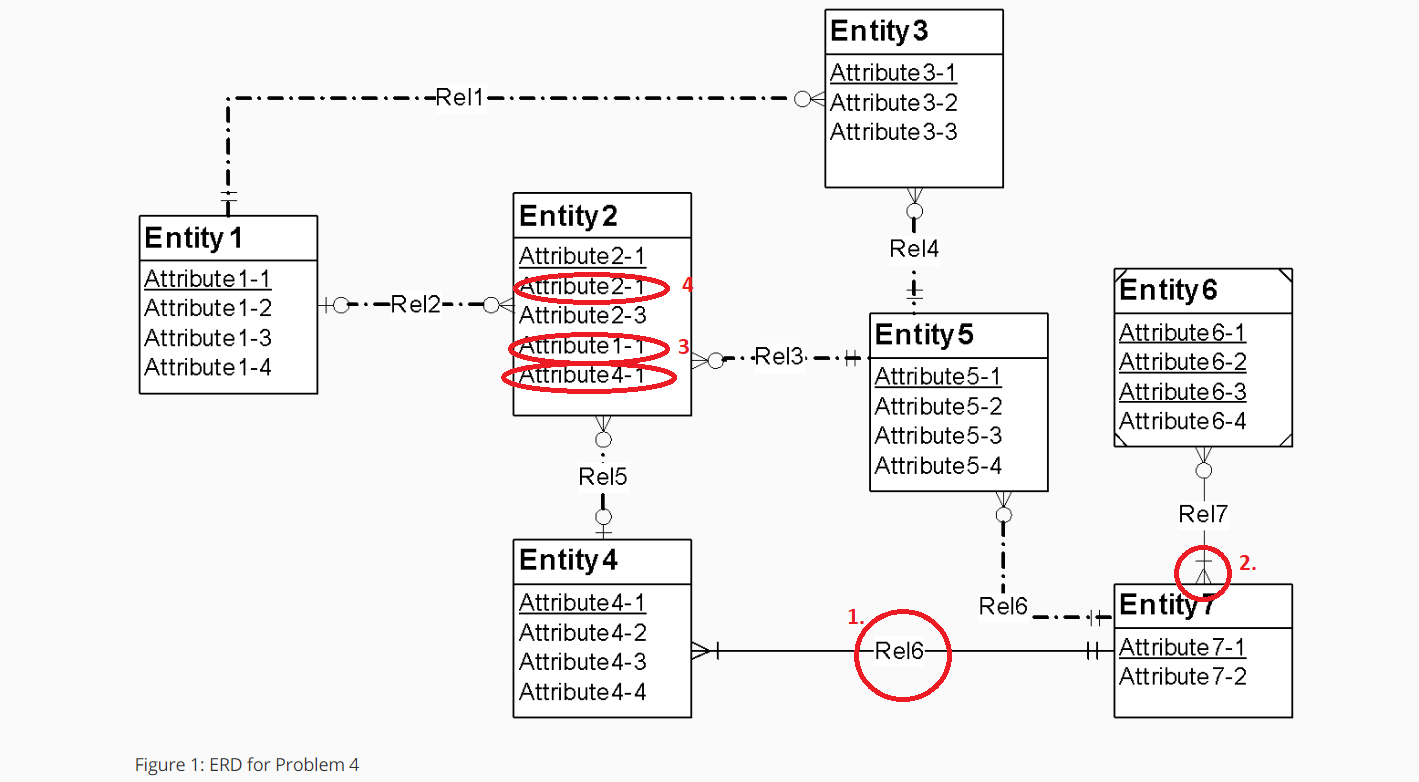 Entity3
Attribute3-1
Attribute3-2
Attribute3-3
Rel1
Entity1
Attribute1-1
Attribute1-2
Attribute1-3
Attribute1-4
Rel2
Entity2
Attribute2-1
Attribute2-1
4
Attribute2-3
Attribute1-1
3
Attribute4-1
Rel4
Rel3
Entity5
Attribute5-1
Attribute5-2
Attribute5-3
Attribute5-4
Entity6
Attribute6-1
Attribute6-2
Attribute6-3
Attribute6-4
Rel5
Rel7
2.
Entity4
Attribute4-1
Attribute4-2
Attribute4-3
Attribute4-4
1.
Rel6
Rel6
Entity7
Attribute7-1
Attribute7-2
Figure 1: ERD for Problem 4